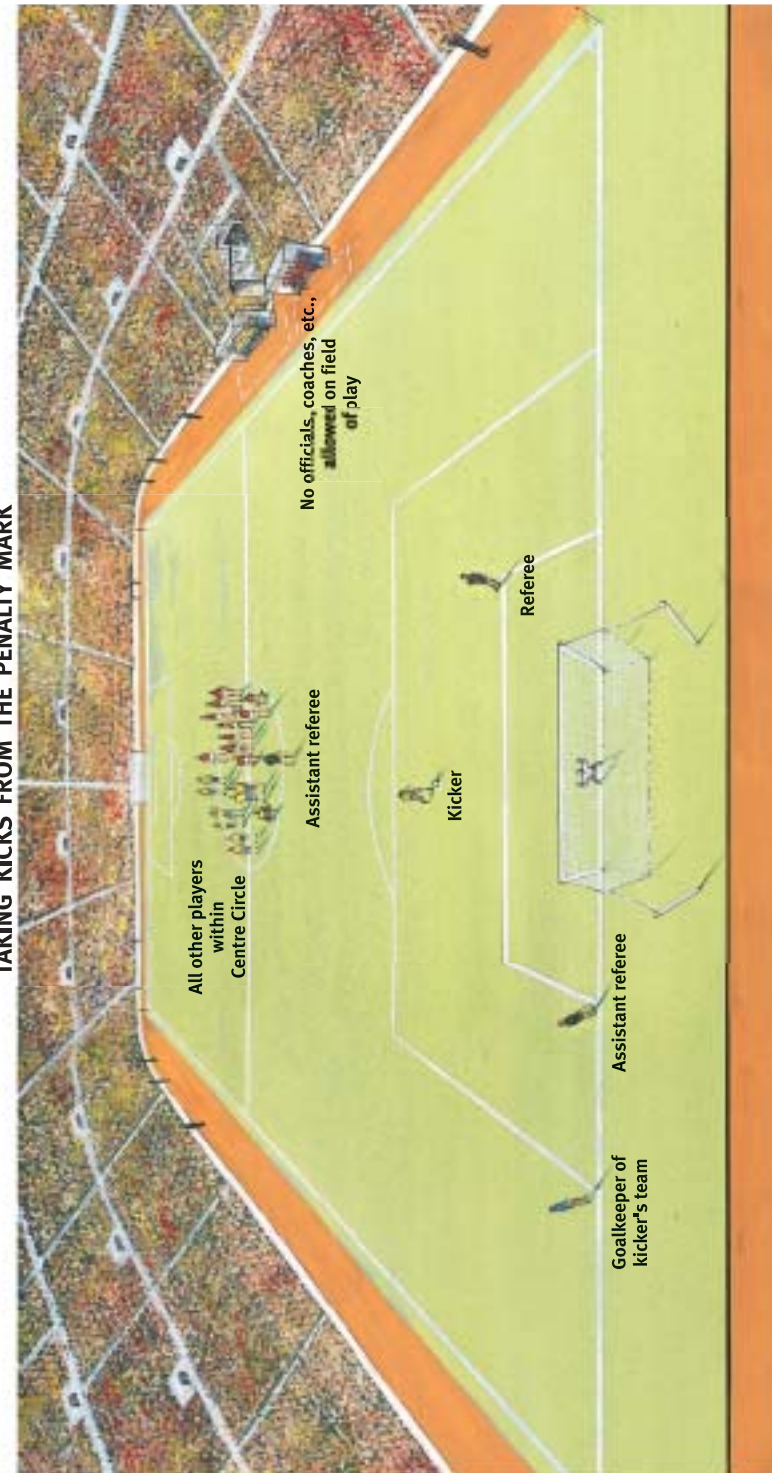 TAKING KICKS FROM THE PENALTY MARK
All other players
within
Centre Circle
No officials, coaches, etc.,
allowed on field
of play
Assistant referee
Kicker
Referee
Assistant referee
Goalkeeper of
kicker's team